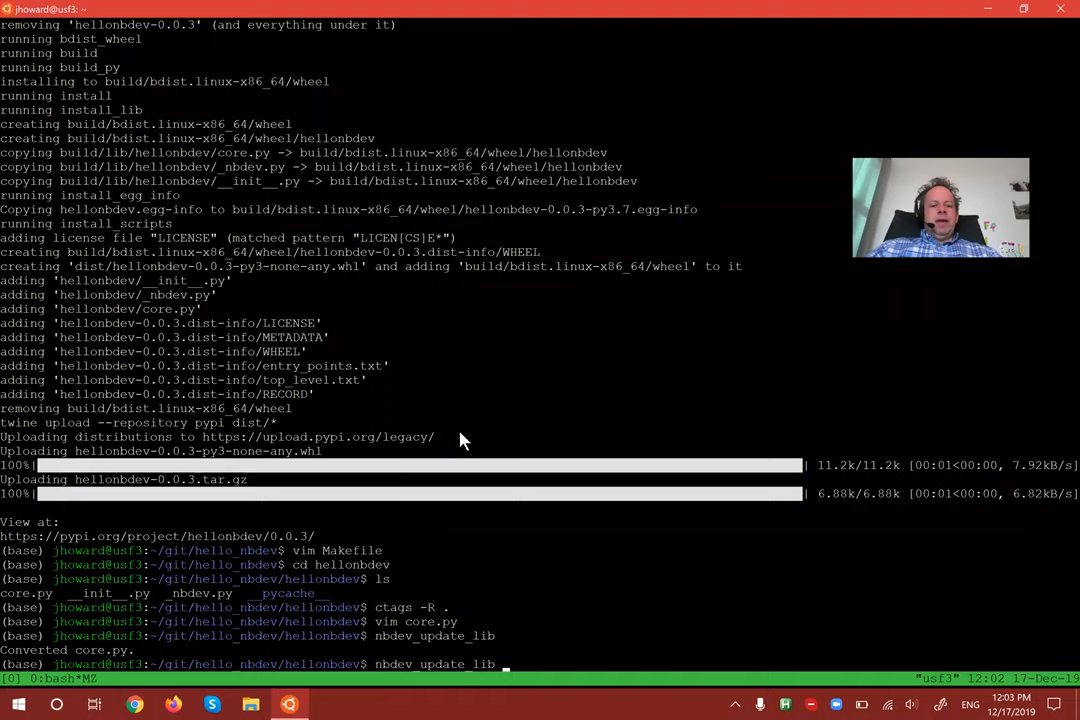 jhoward@usf3: ~
removing 'hellonbdev-0.0.3' (and everything under it)
running bdist_wheel
running build
running build_py
installing to build/bdist.linux-x86_64/wheel
running install
running install_lib
creating build/bdist.linux-x86_64/wheel
creating build/bdist.linux-x86_64/wheel/hellonbdev
copying build/lib/hellonbdev/core.py -> build/bdist.linux-x86_64/wheel/hellonbdev
copying build/lib/hellonbdev/_nbdev.py -> build/bdist.linux-x86_64/wheel/hellonbdev
copying build/lib/hellonbdev/__init__.py -> build/bdist.linux-x86_64/wheel/hellonbdev
running install_egg_info
Copying hellonbdev.egg-info to build/bdist.linux-x86_64/wheel/hellonbdev-0.0.3-py3.7.egg-info
running install_scripts
adding license file "LICENSE" (matched pattern "LICEN[CS]E*")
creating build/bdist.linux-x86_64/wheel/hellonbdev-0.0.3.dist-info/WHEEL
creating 'dist/hellonbdev-0.0.3-py3-none-any.whl' and adding 'build/bdist.linux-x86_64/wheel' to it
adding 'hellonbdev/__init__.py'
adding 'hellonbdev/_nbdev.py'
adding 'hellonbdev/core.py'
adding 'hellonbdev-0.0.3.dist-info/LICENSE'
adding 'hellonbdev-0.0.3.dist-info/METADATA'
adding 'hellonbdev-0.0.3.dist-info/WHEEL'
adding 'hellonbdev-0.0.3.dist-info/entry_points.txt'
adding 'hellonbdev-0.0.3.dist-info/top_level.txt'
adding 'hellonbdev-0.0.3.dist-info/RECORD'
removing build/bdist.linux-x86_64/wheel
twine upload --repository pypi dist/*
Uploading distributions to https://upload.pypi.org/legacy/
Uploading hellonbdev-0.0.3-py3-none-any.whl
100%| | 11.2k/11.2k [00:01<00:00, 7.92kB/s]
Uploading hellonbdev-0.0.3.tar.gz
100%| | 6.88k/6.88k [00:01<00:00, 6.82kB/s]
View at:
https://pypi.org/project/hellonbdev/0.0.3/
(base) jhoward@usf3:~/git/hello_nbdev$ vim Makefile
(base) jhoward@usf3:~/git/hello_nbdev$ cd hellonbdev
(base) jhoward@usf3:~/git/hello_nbdev/hellonbdev$ ls
core.py __init__.py _nbdev.py __pycache__
(base) jhoward@usf3:~/git/hello_nbdev/hellonbdev$ ctags -R .
(base) jhoward@usf3:~/git/hello_nbdev/hellonbdev$ vim core.py
(base) jhoward@usf3:~/git/hello_nbdev/hellonbdev$ nbdev_update_lib
Converted core.py.
(base) jhoward@usf3:~/git/hello_nbdev/hellonbdev$ nbdev_update_lib
[0] 0:bash*MZ "usf3" 12:02 17-Dec-19
ENG 12:03 PM
12/17/2019